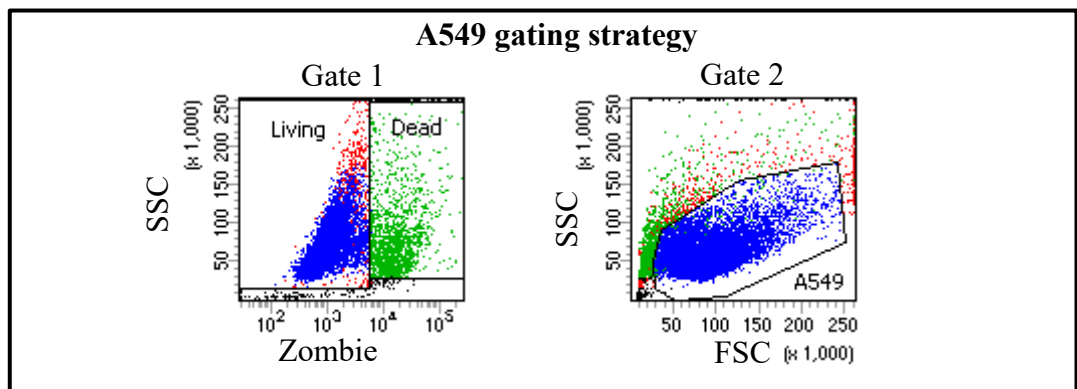 A549 gating strategy
Gate 1
Gate 2
SSC
(x 1,000)
250
200
150
100
50
Living
Dead
10² 10³ 10⁴ 10⁵
Zombie
SSC
(x 1,000)
250
200
150
100
50
A549
50 100 150 200 250
FSC (x 1,000)